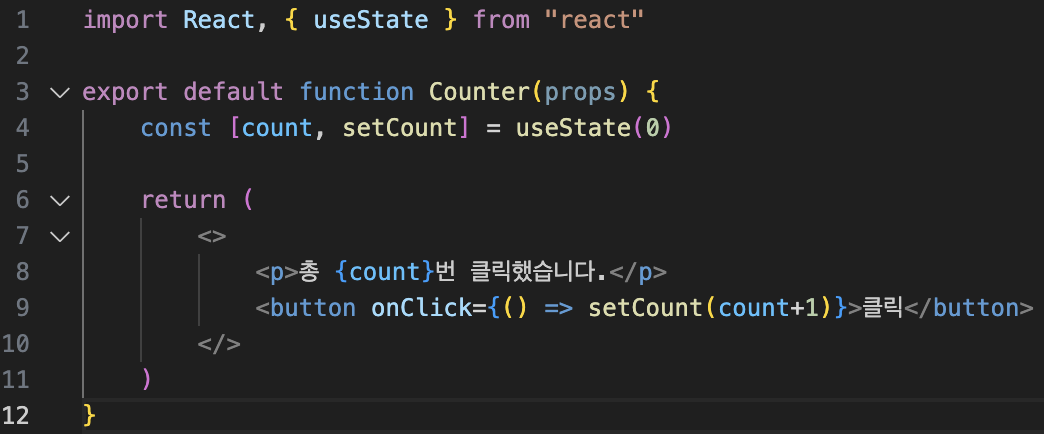 1 import React, { useState } from "react"
2
3 export default function Counter(props) {
4 const [count, setCount] = useState(0)
5
6 return (
7 <>
8 <p>총 {count}번 클릭했습니다.</p>
9 <button onClick={() => setCount(count+1)}>클릭</button>
10 </>
11 )
12 }